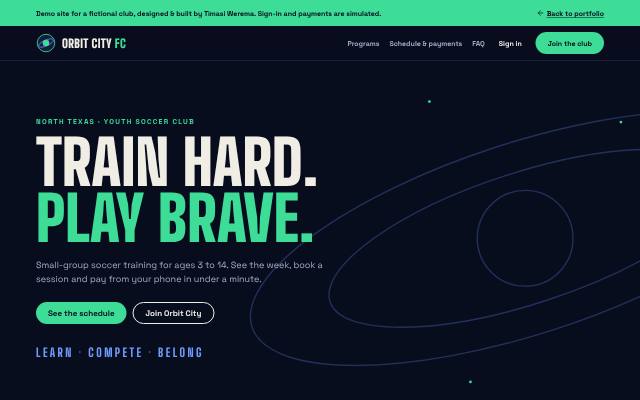 Demo site for a fictional club, designed & built by Timasi Werema. Sign-in and payments are simulated.
← Back to portfolio
ORBIT CITY FC
Programs
Schedule & payments
FAQ
Sign in
Join the club
NORTH TEXAS · YOUTH SOCCER CLUB
TRAIN HARD.
PLAY BRAVE.
Small-group soccer training for ages 3 to 14. See the week, book a
session and pay from your phone in under a minute.
See the schedule
Join Orbit City
LEARN · COMPETE · BELONG